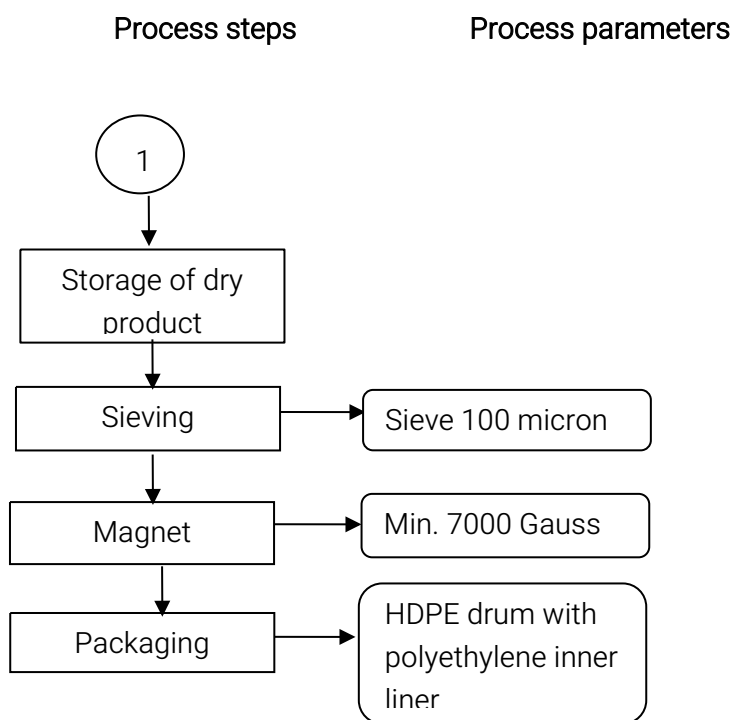 Process steps
Process parameters
1
Storage of dry
product
Sieving
Sieve 100 micron
Magnet
Min. 7000 Gauss
Packaging
HDPE drum with
polyethylene inner
liner